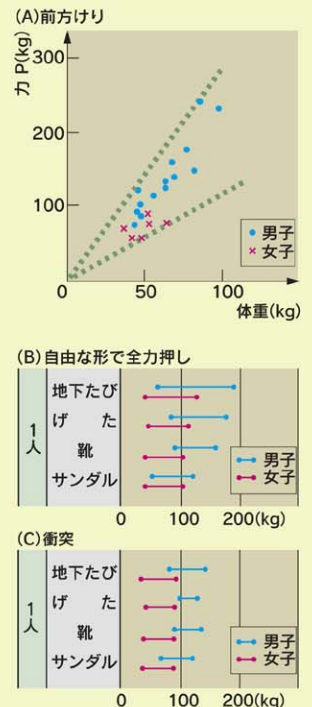 (A)前方けり
力 P(kg)
300
200
100
0
50
100
体重(kg)
男子
女子
(B)自由な形で全力押し
1人
地下たび
げた
靴
サンダル
男子
女子
0 100 200(kg)
(C)衝突
1人
地下たび
げた
靴
サンダル
男子
女子
0 100 200(kg)